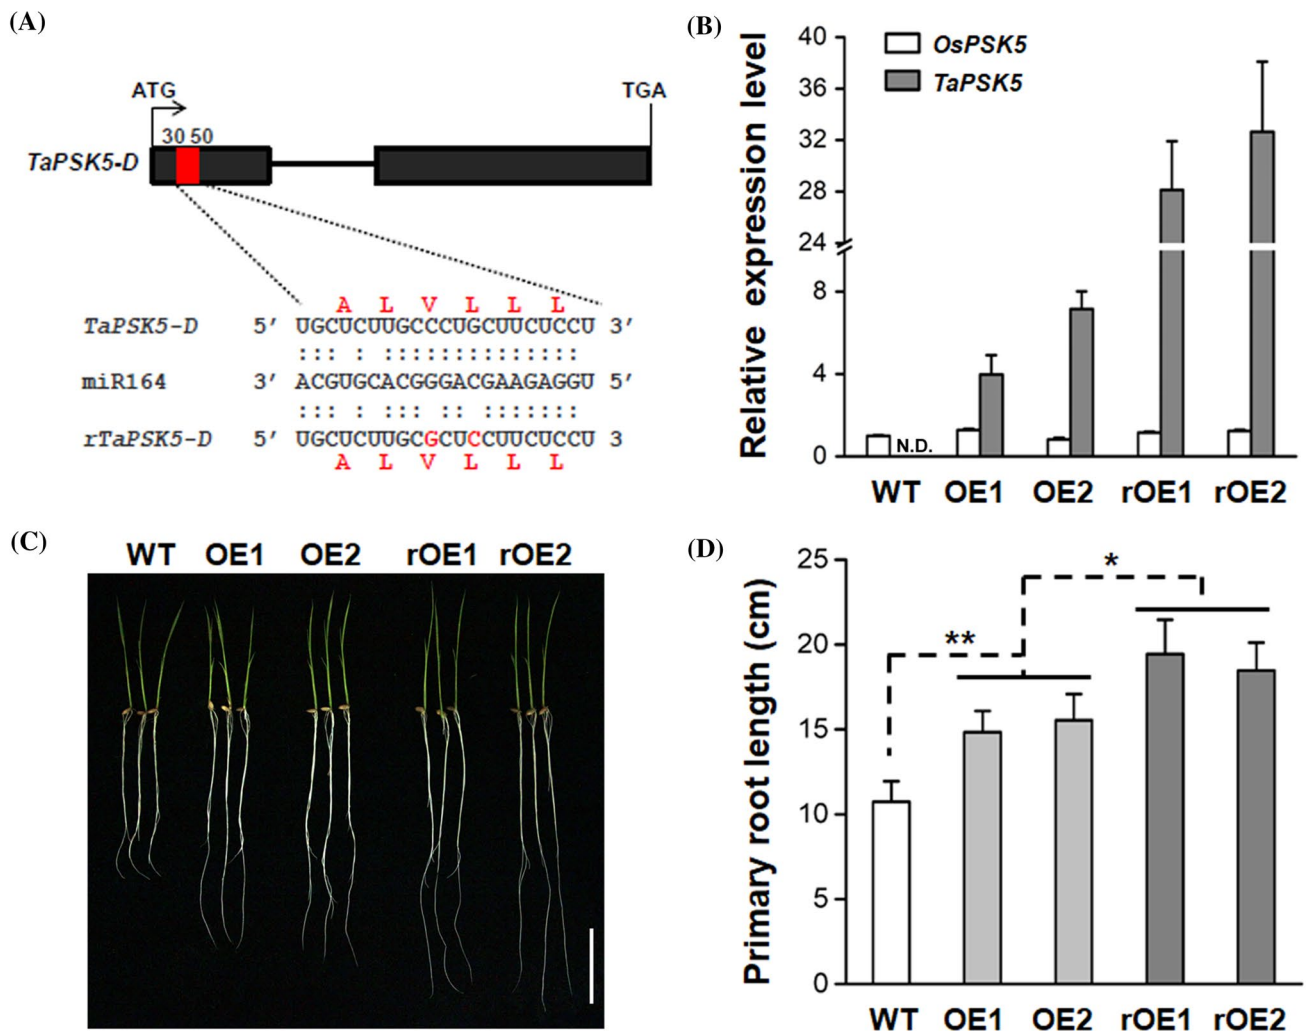 (A)
ATG
TGA
30 50
TaPSK5-D
A L V L L L
TaPSK5-D 5′ UGCUCUUGCCCUGCUUCUCCU 3′
::: : : :::::::::::::::
miR164 3′ ACGUGCACGGGACGAAGAGGU 5′
::: : : ::: :: :::::::
rTaPSK5-D 5′ UGCUCUUGCGCUCCUUCUCCU 3
A L V L L L
(B)
Relative expression level
40
36
32
28
24
8
4
0
OsPSK5
TaPSK5
N.D.
WT OE1 OE2 rOE1 rOE2
(C)
WT OE1 OE2 rOE1 rOE2
(D)
Primary root length (cm)
25
20
15
10
5
0
**
*
WT OE1 OE2 rOE1 rOE2